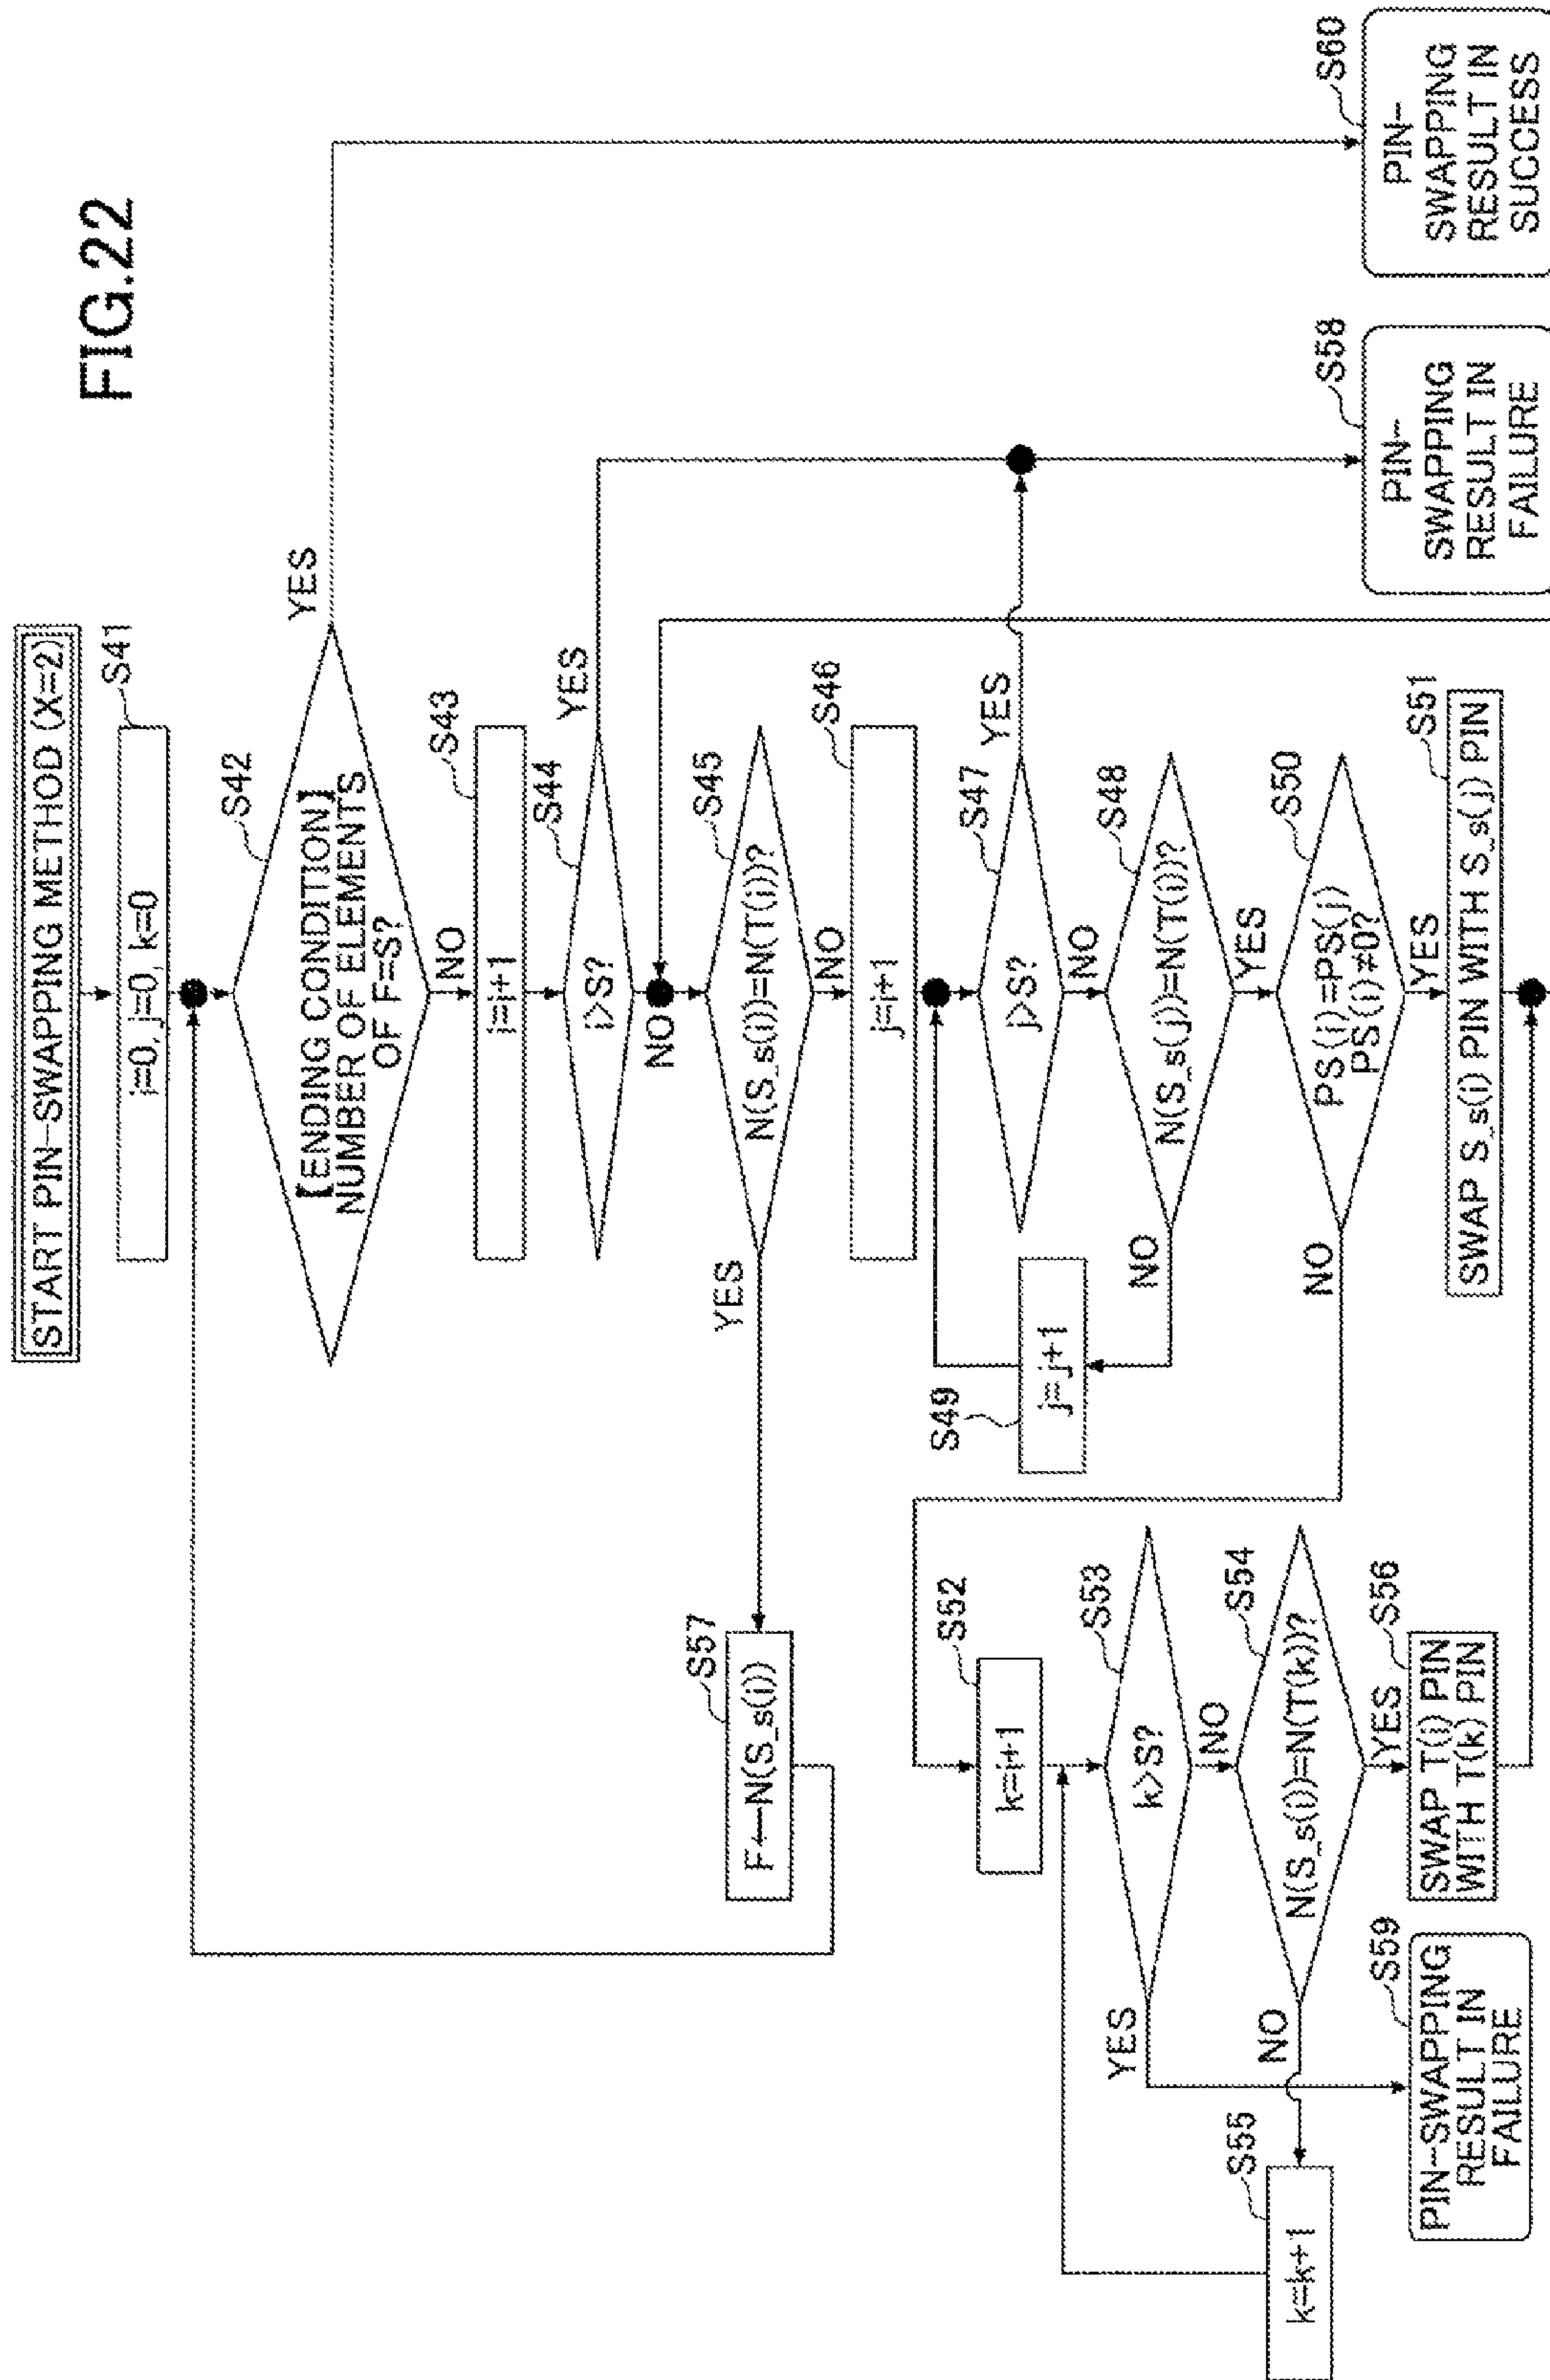 FIG.22
START PIN-SWAPPING METHOD (X=2)
S41
i=0, j=0, k=0
S42
【ENDING CONDITION】
NUMBER OF ELEMENTS
OF F=S?
YES
NO
S43
i=i+1
S44
i>S?
YES
NO
S45
N(S_s(i))=N(T(i))?
YES
NO
S57
F←N(S_s(i))
S46
j=i+1
S47
j>S?
YES
NO
S48
N(S_s(j))=N(T(i))?
NO
YES
S49
j=j+1
S50
PS(i)=PS(j)
PS(i)≠0?
NO
YES
S51
SWAP S_s(i) PIN WITH S_s(j) PIN
S52
k=i+1
S53
k>S?
YES
NO
S54
N(S_s(i))=N(T(k))?
NO
YES
S55
k=k+1
S56
SWAP T(i) PIN
WITH T(k) PIN
S59
PIN-SWAPPING
RESULT IN
FAILURE
S58
PIN-
SWAPPING
RESULT IN
FAILURE
S60
PIN-
SWAPPING
RESULT IN
SUCCESS